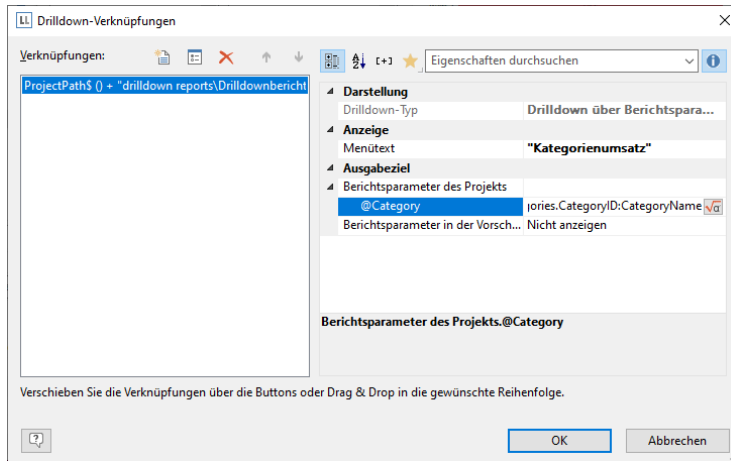 LL Drilldown-Verknüpfungen
Verknüpfungen:
Eigenschaften durchsuchen
ProjectPath$ () + "drilldown reports\Drilldownbericht
Darstellung
Drilldown-Typ Drilldown über Berichtspara...
Anzeige
Menütext "Kategorienumsatz"
Ausgabeziel
Berichtsparameter des Projekts
@Category gories.CategoryID:CategoryName
Berichtsparameter in der Vorsch... Nicht anzeigen
Berichtsparameter des Projekts.@Category
Verschieben Sie die Verknüpfungen über die Buttons oder Drag & Drop in die gewünschte Reihenfolge.
OK Abbrechen